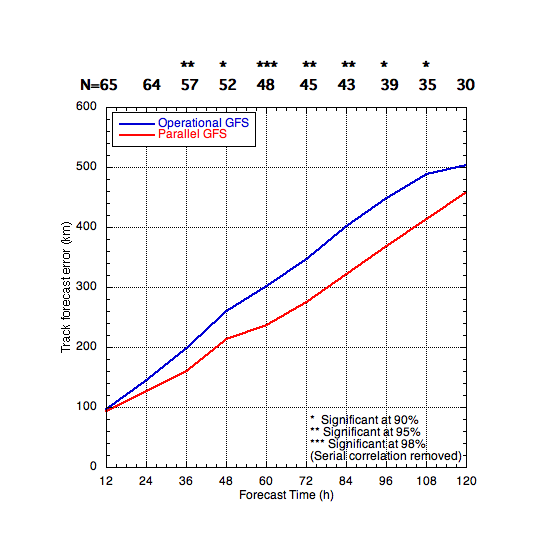 ** * *** ** ** * *
N=65 64 57 52 48 45 43 39 35 30
600
Operational GFS
Parallel GFS
500
400
300
200
100
0
Track forecast error (km)
* Significant at 90%
** Significant at 95%
*** Significant at 98%
(Serial correlation removed)
12 24 36 48 60 72 84 96 108 120
Forecast Time (h)